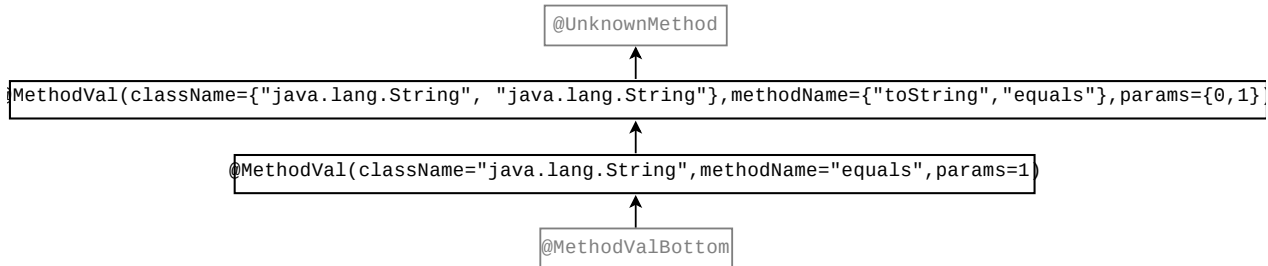 @UnknownMethod
@MethodVal(className={"java.lang.String", "java.lang.String"},methodName={"toString","equals"},params={0,1})
@MethodVal(className="java.lang.String",methodName="equals",params=1)
@MethodValBottom